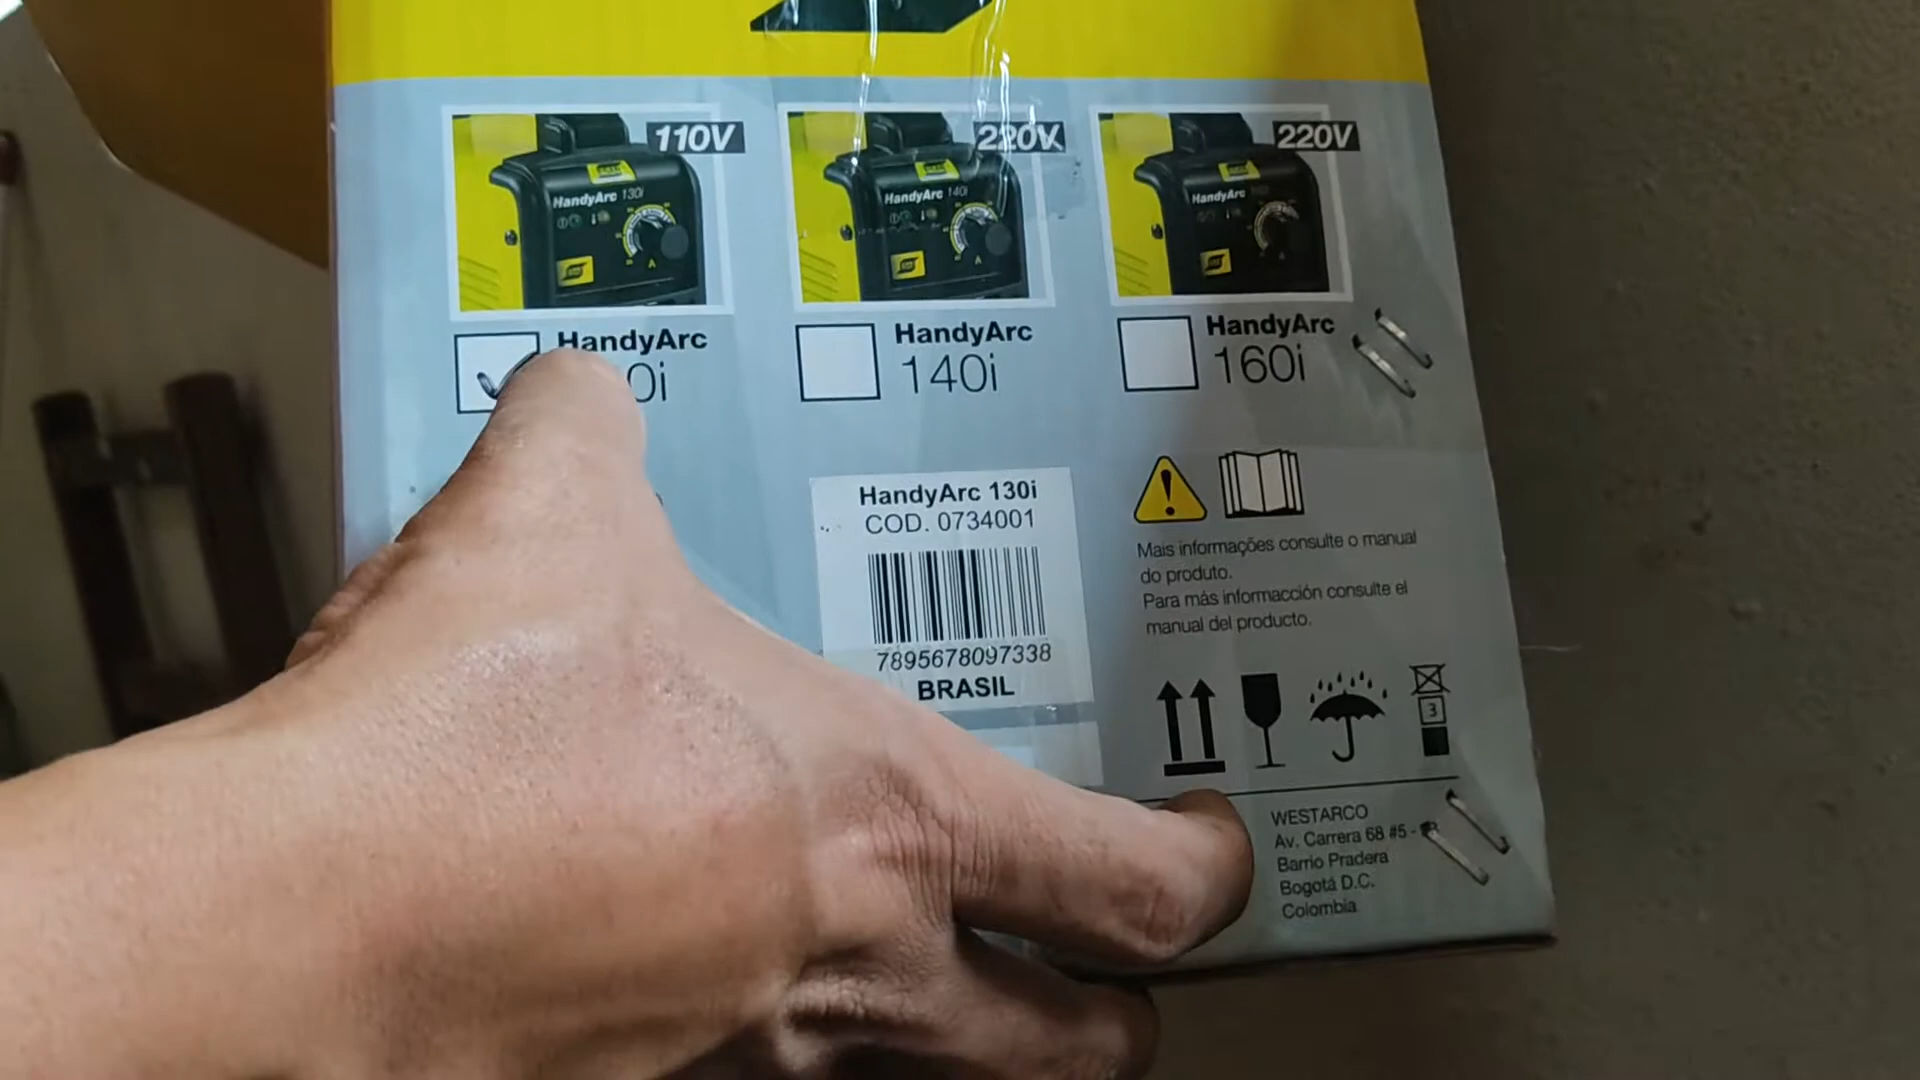 110V
220V
220V
HandyArc 130i
HandyArc 140i
HandyArc
A
A
A
HandyArc
0i
HandyArc
140i
HandyArc
160i
HandyArc 130i
COD. 0734001
7895678097338
BRASIL
Mais informações consulte o manual
do produto.
Para más informacción consulte el
manual del producto.
3
WESTARCO
Av. Carrera 68 #5 -
Barrio Pradera
Bogotá D.C.
Colombia